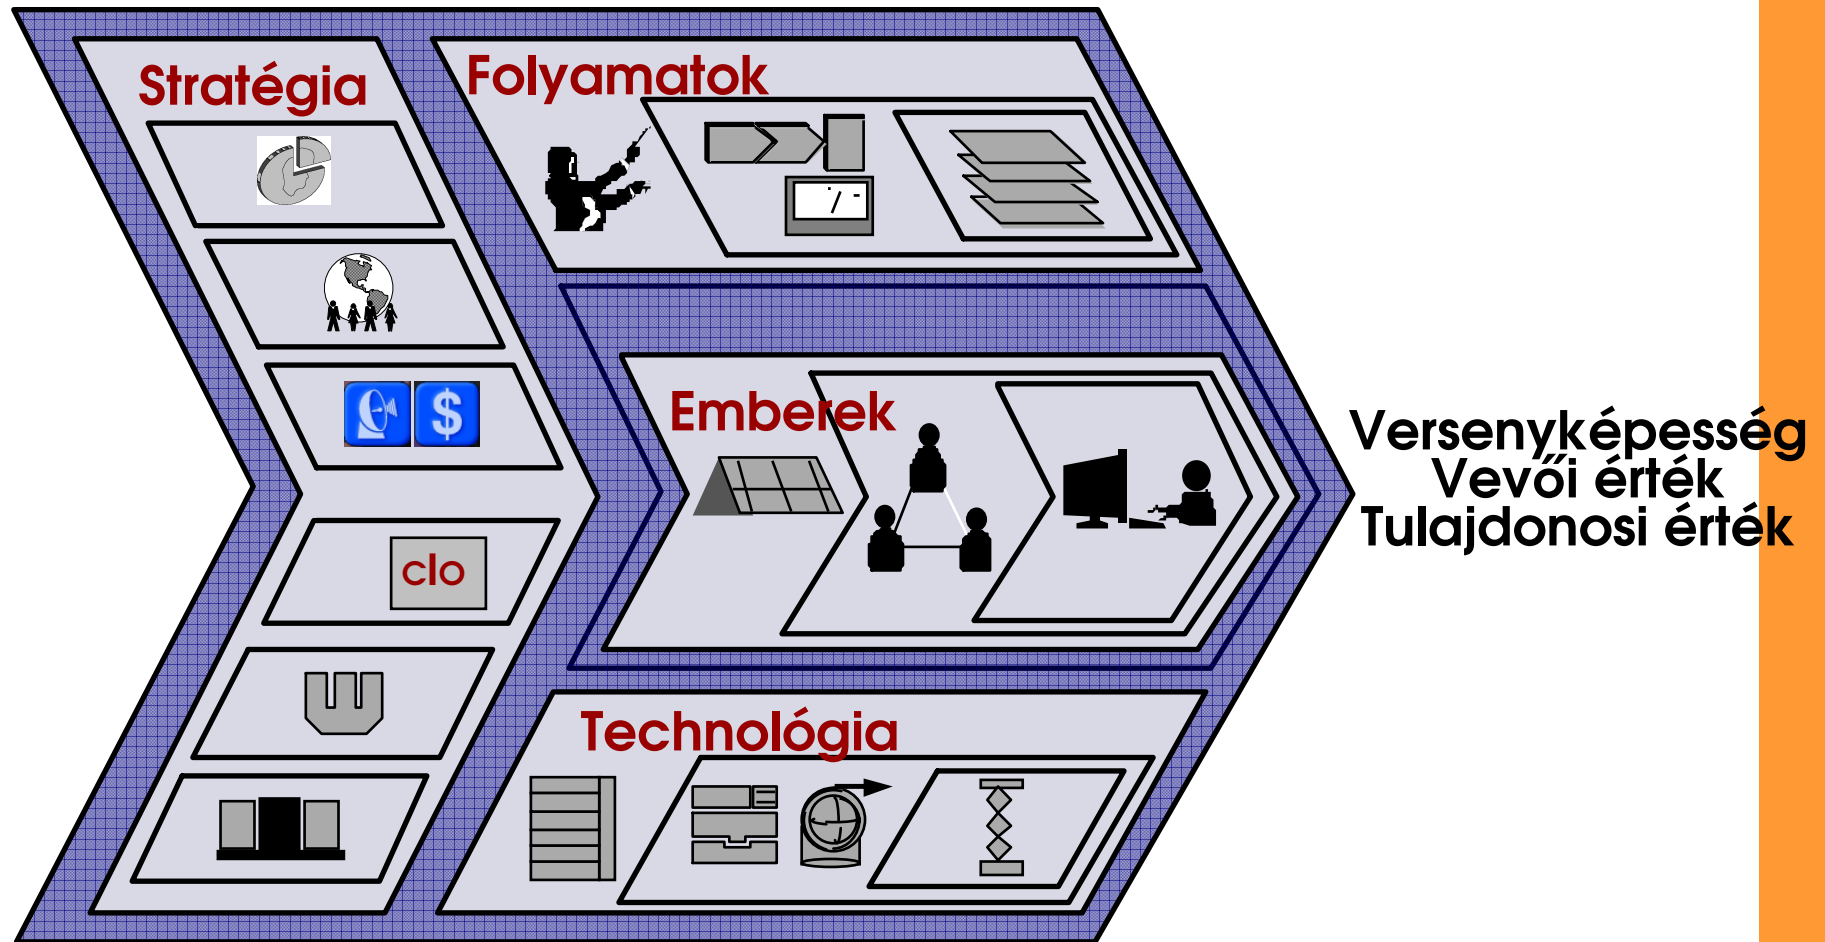 Stratégia
Folyamatok
Emberek
clo
Technológia
Versenyképesség
Vevői érték
Tulajdonosi érték
$